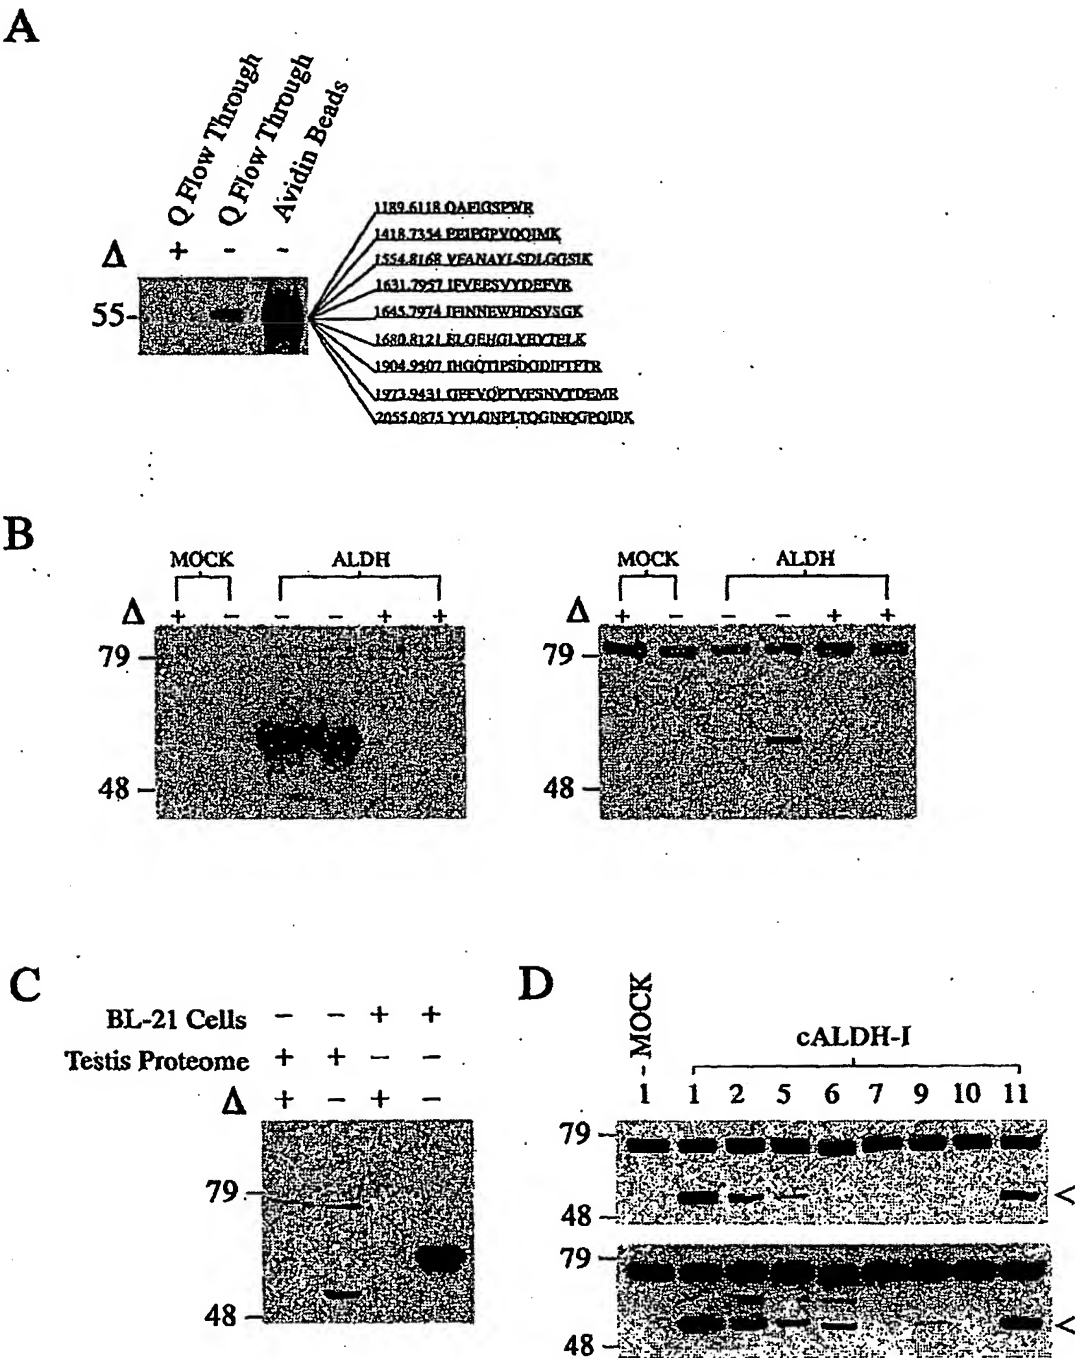 A
Q Flow Through
Q Flow Through
Avidin Beads
Δ + - -
55-
1189.6118 QAFIGSPWR
1418.7354
1554.8168 VFANAYLSDLGGSIK
1631.7957 IFVEESVYDEFVR
1645.7974
1680.8121
1904.9507 IHGQTIPSDGDIFTFTR
1973.9431 GFFVQPTVFSNVTDEMR
2055.0875 YVLGNPLTQGINQGPQIDK
B
MOCK ALDH
Δ + - - - + +
79
48
MOCK ALDH
Δ + - - - + +
79
48
C
BL-21 Cells - - + +
Testis Proteome + + - -
Δ + - + -
79
48
D
- MOCK
cALDH-I
1 1 2 5 6 7 9 10 11
79
<
48
79
<
48